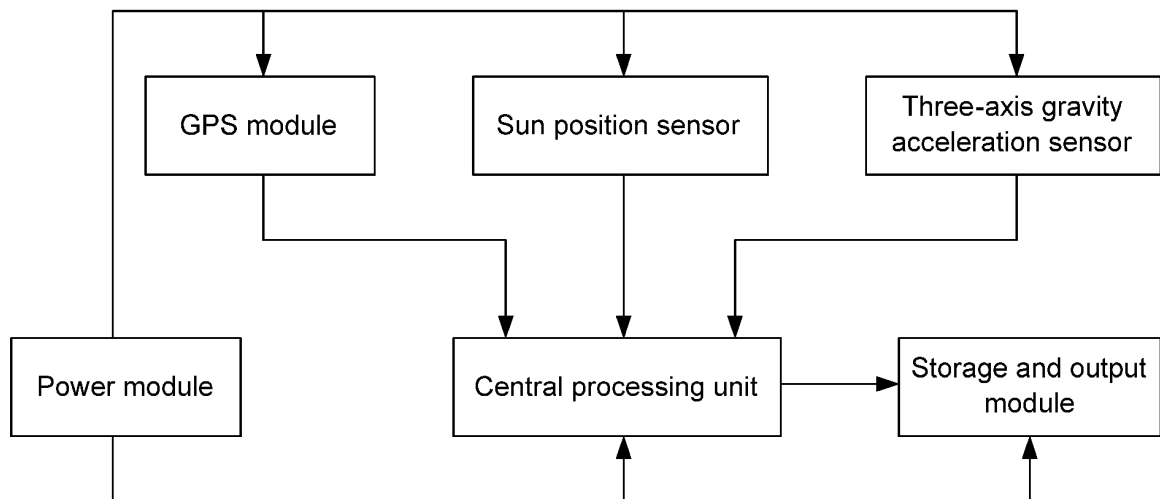 GPS module
Sun position sensor
Three-axis gravity
acceleration sensor
Power module
Central processing unit
Storage and output
module